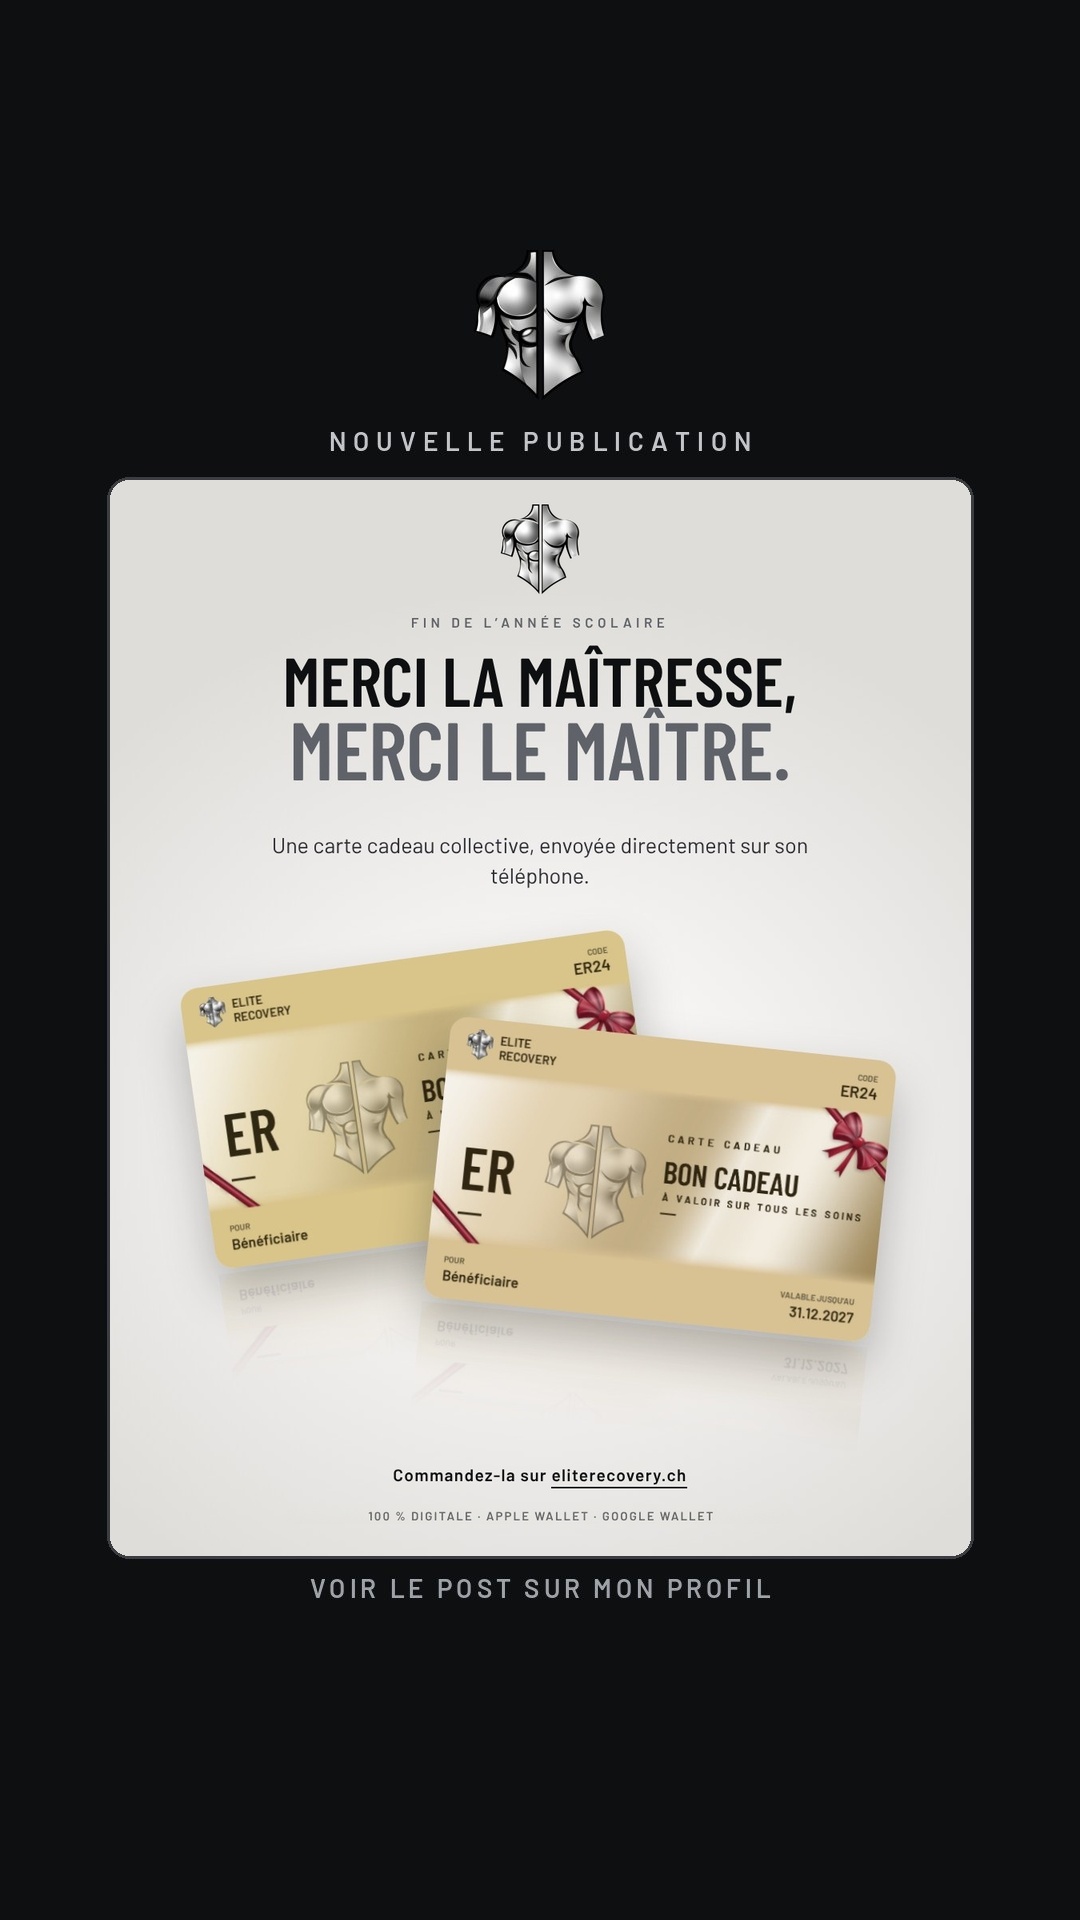 NOUVELLE PUBLICATION
FIN DE L’ANNÉE SCOLAIRE
MERCI LA MAÎTRESSE,
MERCI LE MAÎTRE.
Une carte cadeau collective, envoyée directement sur son
téléphone.
ELITE
RECOVERY
CODE
ER24
ER
POUR
Bénéficiaire
ELITE
RECOVERY
CODE
ER24
ER
CARTE CADEAU
BON CADEAU
À VALOIR SUR TOUS LES SOINS
POUR
Bénéficiaire
VALABLE JUSQU'AU
31.12.2027
Commandez-la sur eliterecovery.ch
100 % DIGITALE · APPLE WALLET · GOOGLE WALLET
VOIR LE POST SUR MON PROFIL